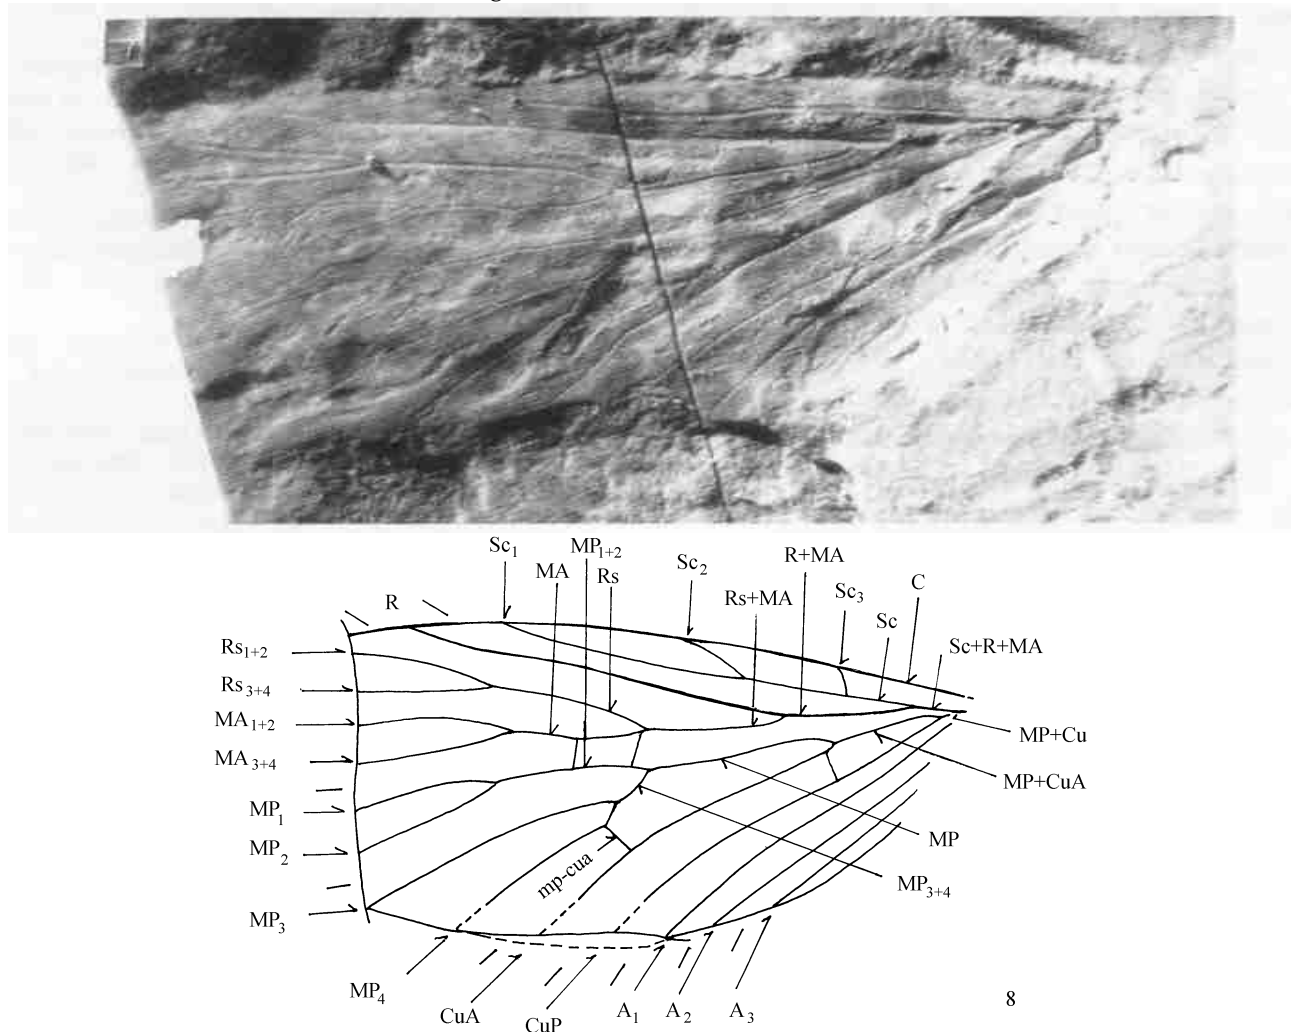 Sc1
MP1+2
MA
Rs
Sc2
R+MA
Rs+MA
Sc3
C
Sc
Sc+R+MA
R
Rs1+2
Rs3+4
MA1+2
MA3+4
MP1
MP2
MP3
MP4
CuA
CuP
A1
A2
A3
mp-cua
MP+Cu
MP+CuA
MP
MP3+4
8